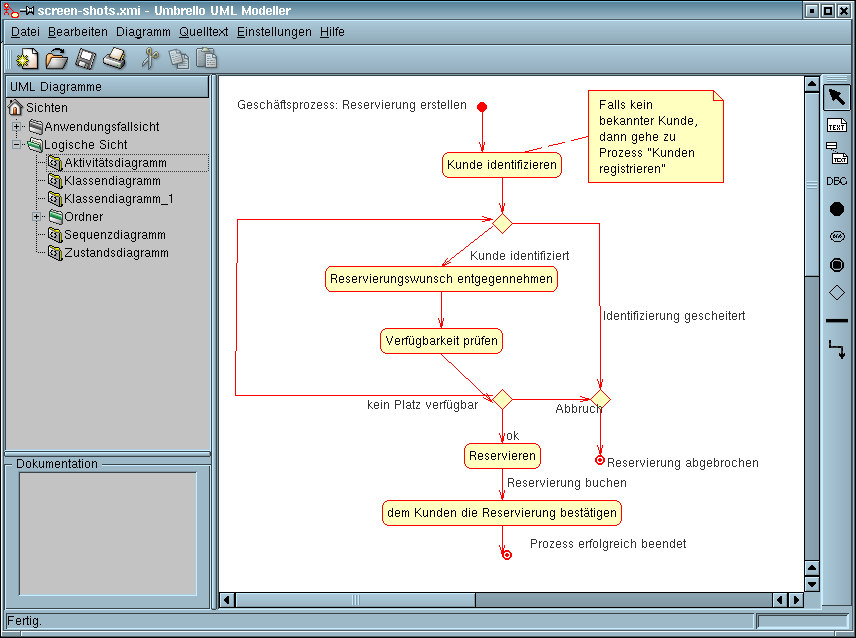 screen-shots.xmi - Umbrello UML Modeller
Datei Bearbeiten Diagramm Quelltext Einstellungen Hilfe
UML Diagramme
Sichten
Anwendungsfallsicht
Logische Sicht
Aktivitätsdiagramm
Klassendiagramm
Klassendiagramm_1
Ordner
Sequenzdiagramm
Zustandsdiagramm
Dokumentation
Geschäftsprozess: Reservierung erstellen
Falls kein
bekannter Kunde,
dann gehe zu
Prozess "Kunden
registrieren"
Kunde identifizieren
Kunde identifiziert
Reservierungswunsch entgegennehmen
Identifizierung gescheitert
Verfügbarkeit prüfen
kein Platz verfügbar
Abbruch
ok
Reservieren
Reservierung abgebrochen
Reservierung buchen
dem Kunden die Reservierung bestätigen
Prozess erfolgreich beendet
TEXT
TEXT
DBC
Fertig.